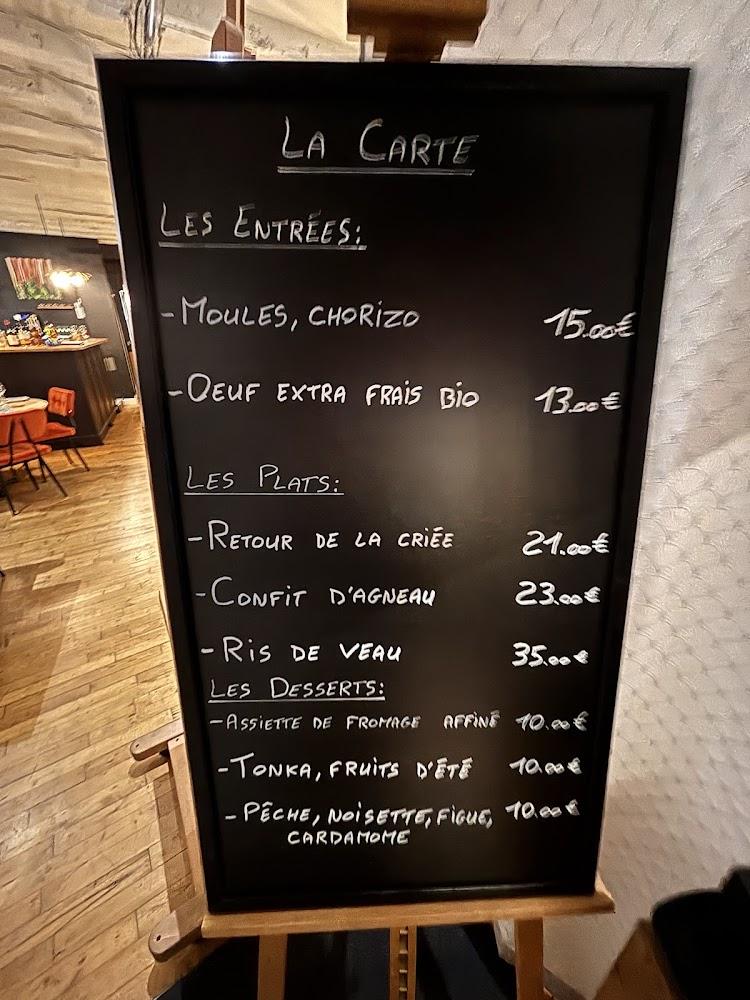 LA CARTE
LES ENTRÉES:
- MOULES, CHORIZO 15.00€
- OEUF EXTRA FRAIS BIO 13.00€
LES PLATS:
- RETOUR DE LA CRIÉE 21.00€
- CONFIT D'AGNEAU 23.00€
- RIS DE VEAU 35.00€
LES DESSERTS:
- ASSIETTE DE FROMAGE AFFINÉ 10.00€
- TONKA, FRUITS D'ÉTÉ 10.00€
- PÊCHE, NOISETTE, FIGUE, 10.00€
CARDAMOME